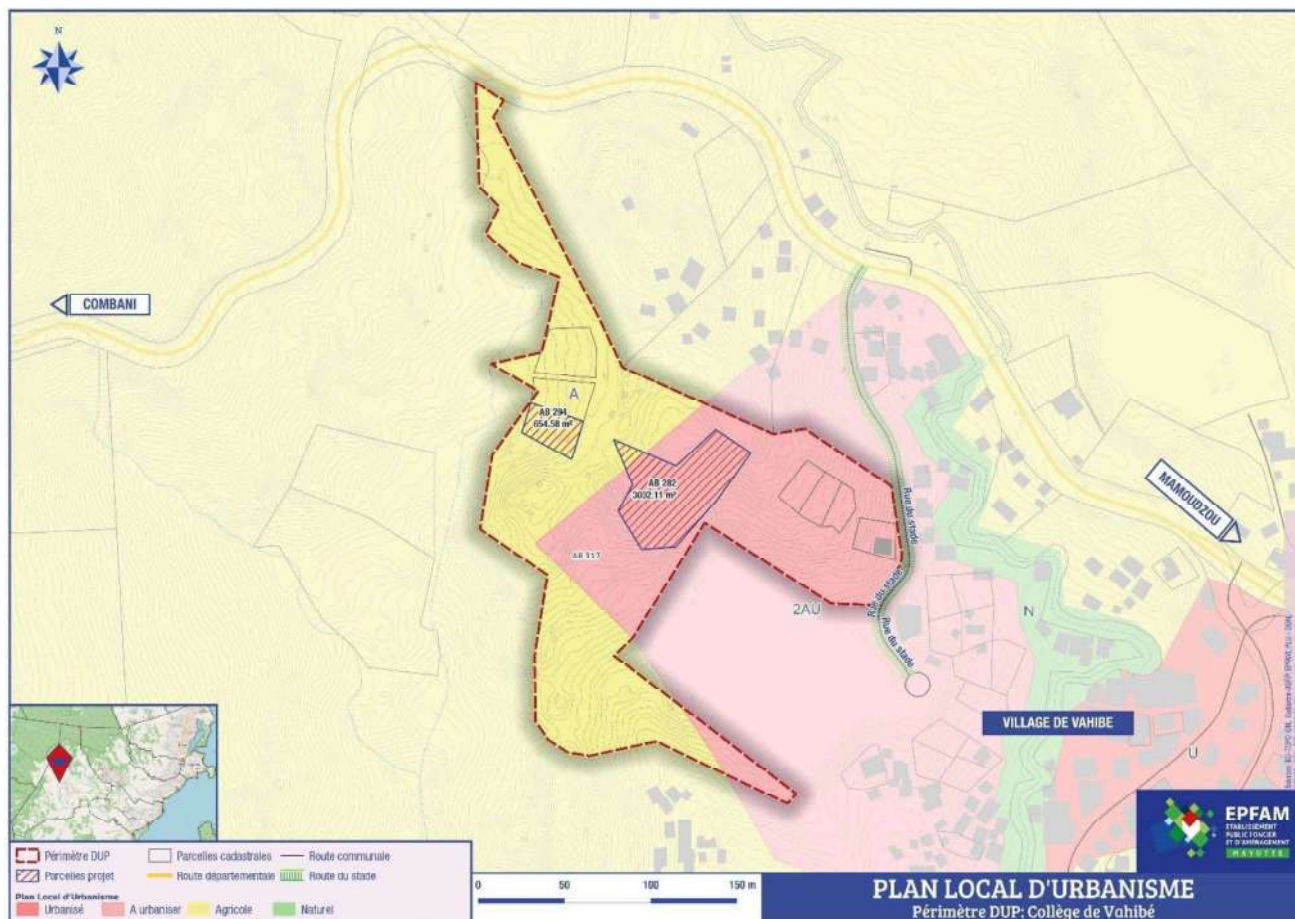 N
COMBANI
A
AB 294
654.58 m²
AB 282
3032.11 m²
AB 317
Rue du stade
Rue du stade
Rue du stade
2AU
N
MAMOUDZOU
VILLAGE DE VAHIBE
U
Périmètre DUP
Parcelles cadastrales
Route communale
Parcelles projet
Route départementale
Route du stade
Plan Local d'Urbanisme
Urbanisé
A urbaniser
Agricole
Naturel
0 50 100 150 m
EPFAM
ETABLISSEMENT
PUBLIC FONCIER
ET D'AMÉNAGEMENT
MAYOTTE
PLAN LOCAL D'URBANISME
Périmètre DUP: Collège de Vahibé